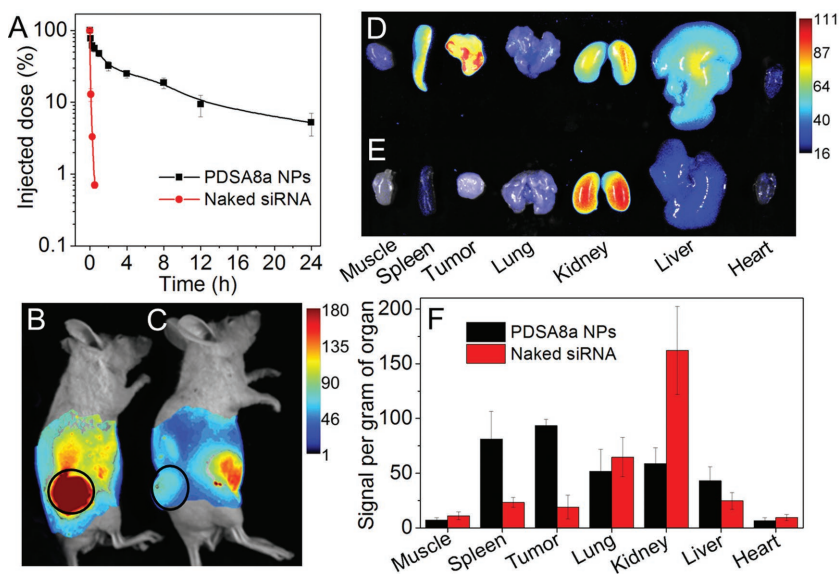 A
Injected dose (%)
100
10
1
0.1
PDSA8a NPs
Naked siRNA
0 4 8 12 16 20 24
Time (h)
D
E
111
87
64
40
16
Muscle
Spleen
Tumor
Lung
Kidney
Liver
Heart
B
C
180
135
90
46
1
F
Signal per gram of organ
200
150
100
50
0
PDSA8a NPs
Naked siRNA
Muscle
Spleen
Tumor
Lung
Kidney
Liver
Heart